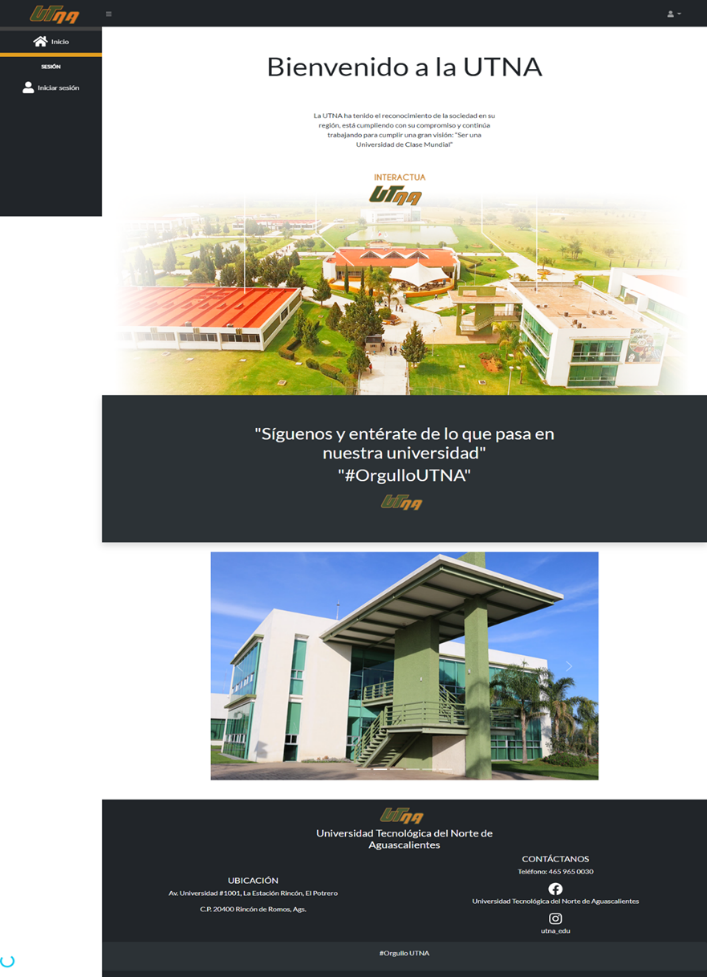 UTna
Inicio
SESIÓN
Iniciar sesión
Bienvenido a la UTNA
La UTNA ha tenido el reconocimiento de la sociedad en su
región, está cumpliendo con su compromiso y continúa
trabajando para cumplir una gran visión: "Ser una
Universidad de Clase Mundial"
INTERACTUA
UTna
"Síguenos y entérate de lo que pasa en
nuestra universidad"
"#OrgulloUTNA"
UTna
UTna
Universidad Tecnológica del Norte de
Aguascalientes
UBICACIÓN
Av. Universidad #1001, La Estación Rincón, El Potrero
C.P. 20400 Rincón de Romos, Ags.
CONTÁCTANOS
Teléfono: 465 965 0030
Universidad Tecnológica del Norte de Aguascalientes
utna_edu
#Orgullo UTNA